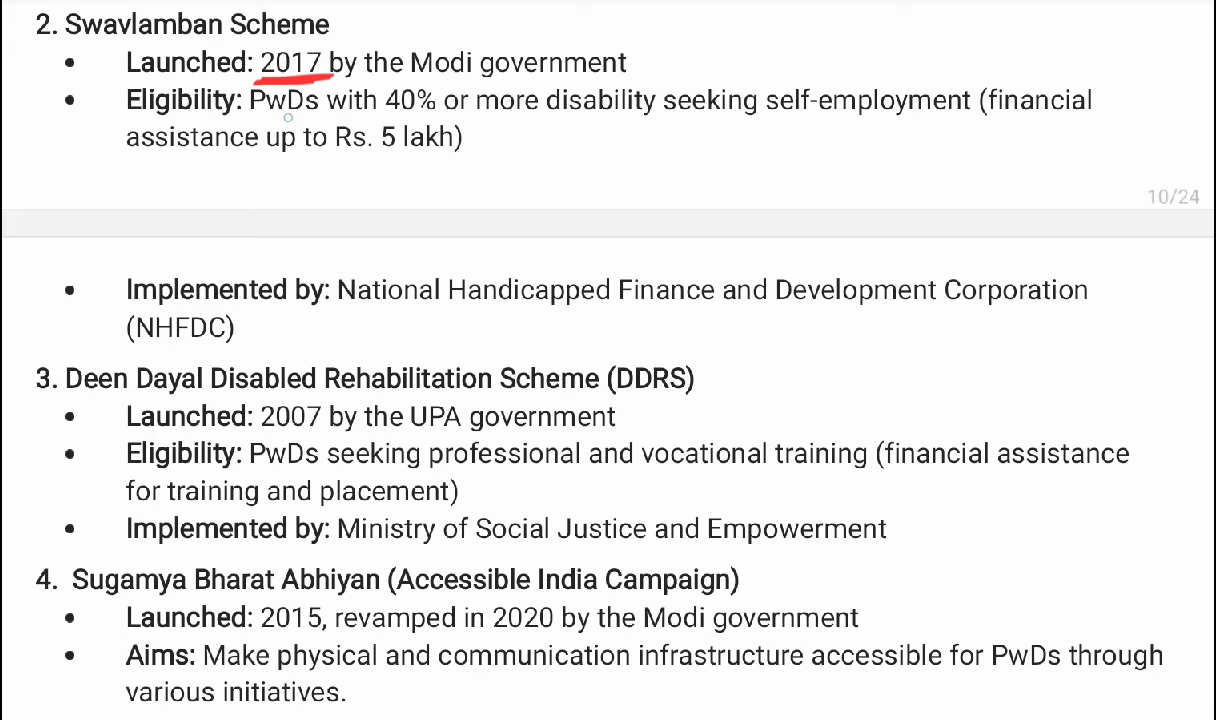 2. Swavlamban Scheme
• Launched: 2017 by the Modi government
• Eligibility: PwDs with 40% or more disability seeking self-employment (financial
assistance up to Rs. 5 lakh)
10/24
• Implemented by: National Handicapped Finance and Development Corporation
(NHFDC)
3. Deen Dayal Disabled Rehabilitation Scheme (DDRS)
• Launched: 2007 by the UPA government
• Eligibility: PwDs seeking professional and vocational training (financial assistance
for training and placement)
• Implemented by: Ministry of Social Justice and Empowerment
4. Sugamya Bharat Abhiyan (Accessible India Campaign)
• Launched: 2015, revamped in 2020 by the Modi government
• Aims: Make physical and communication infrastructure accessible for PwDs through
various initiatives.